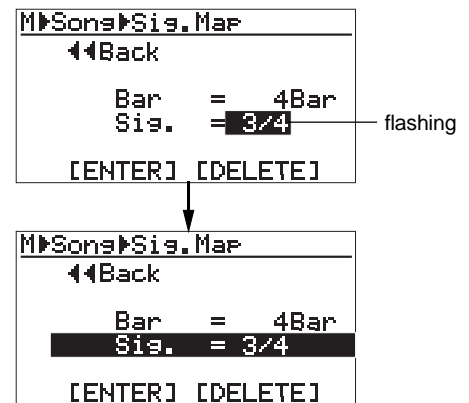 M▶Song▶Sig.Map
◀◀Back
Bar = 4Bar
Sig. = 3/4
flashing
[ENTER] [DELETE]
M▶Song▶Sig.Map
◀◀Back
Bar = 4Bar
Sig. = 3/4
[ENTER] [DELETE]